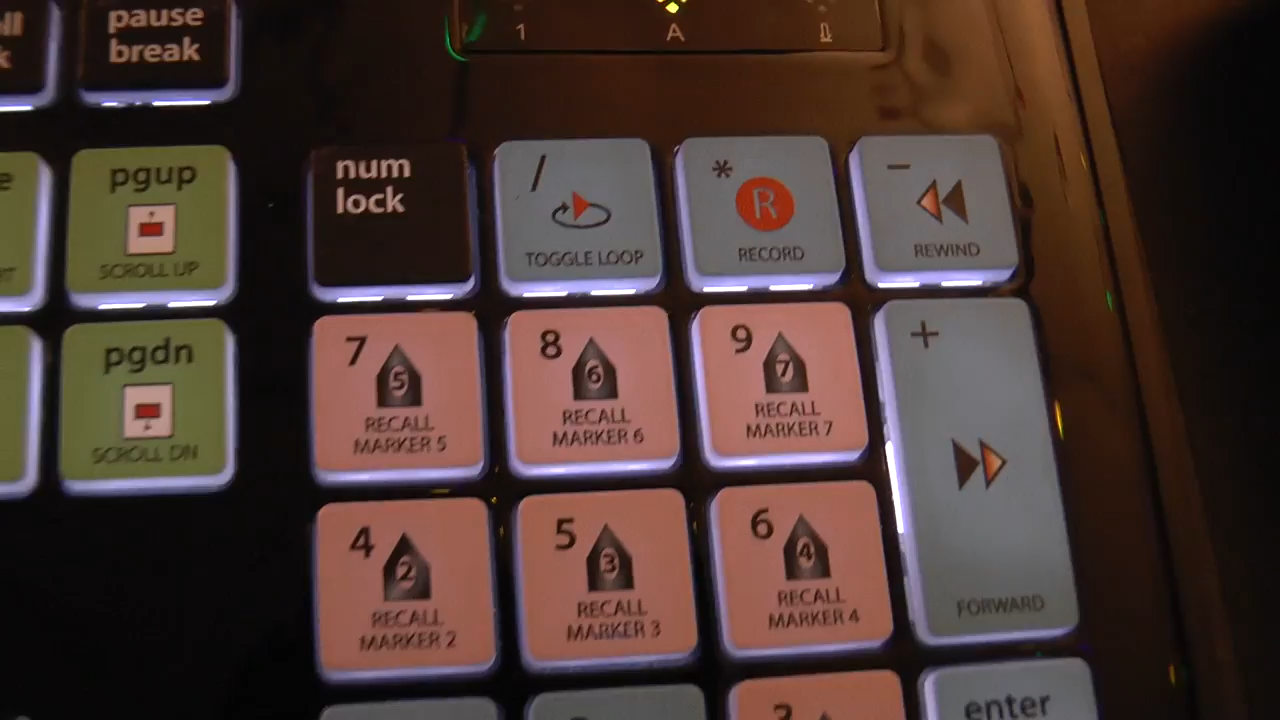 pause
break
1
A
pgup
SCROLL UP
num
lock
/
TOGGLE LOOP
*
R
RECORD
-
REWIND
pgdn
SCROLL DN
7
5
RECALL
MARKER 5
8
6
RECALL
MARKER 6
9
7
RECALL
MARKER 7
+
FORWARD
4
2
RECALL
MARKER 2
5
3
RECALL
MARKER 3
6
4
RECALL
MARKER 4
enter